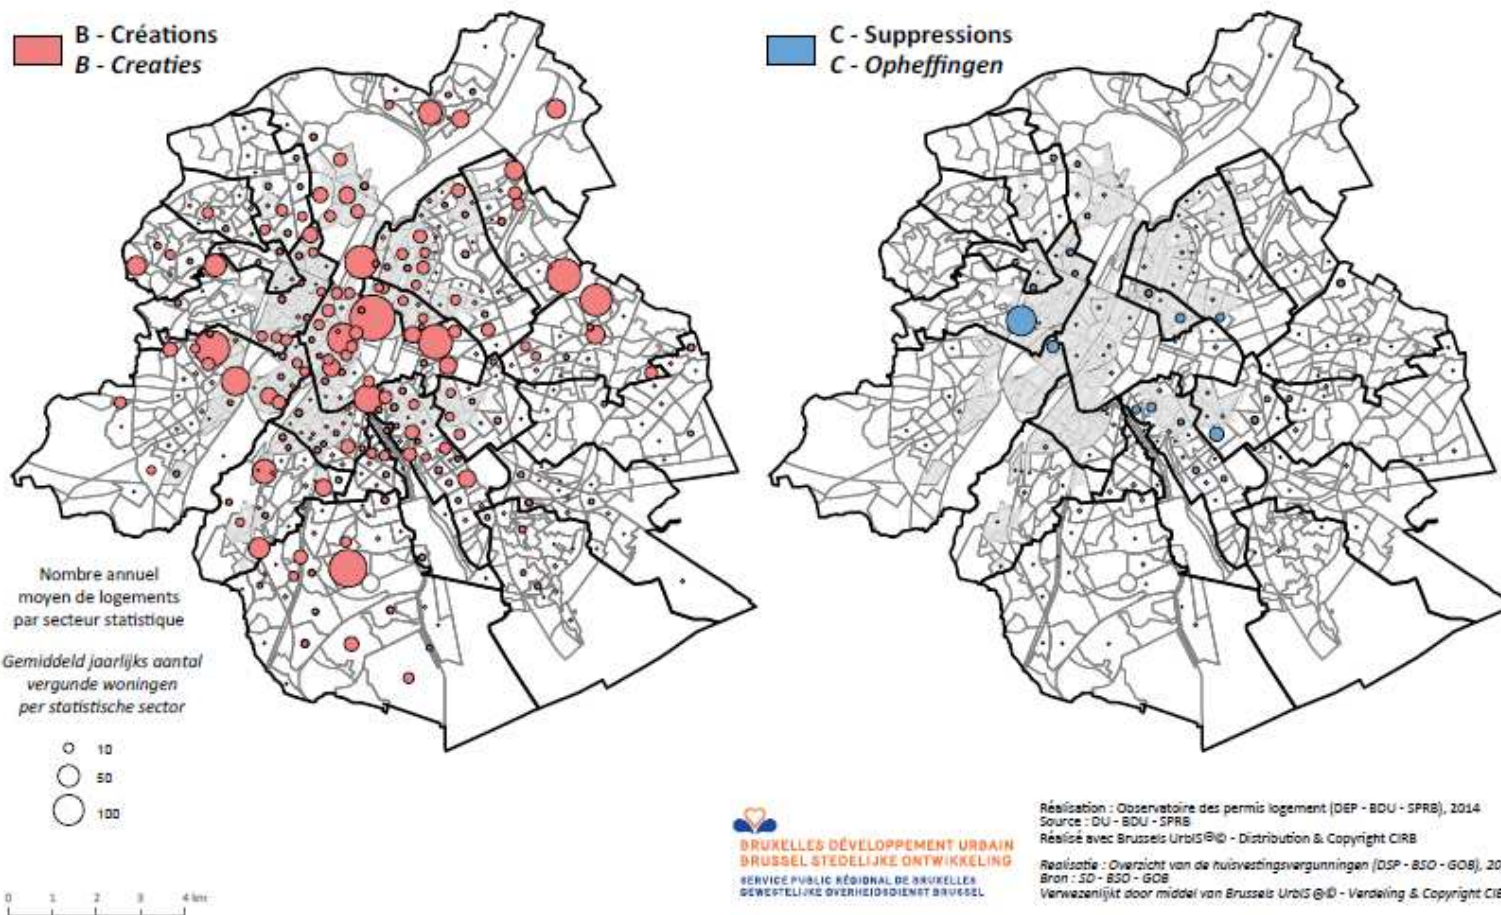 B - Créations
B - Creaties
C - Suppressions
C - Opheffingen
Nombre annuel
moyen de logements
par secteur statistique
Gemiddeld jaarlijks aantal
vergunde woningen
per statistische sector
10
50
100
0 1 2 3 4 km
BRUXELLES DÉVELOPPEMENT URBAIN
BRUSSEL STEDELIJKE ONTWIKKELING
SERVICE PUBLIC RÉGIONAL DE BRUXELLES
GEWESTELIJKE OVERHEIDSDIENST BRUSSEL
Réalisation : Observatoire des permis logement (DEP - BDU - SPRB), 2014
Source : DU - BDU - SPRB
Réalisé avec Brussels UrbIS®© - Distribution & Copyright CIRB
Realisatie : Overzicht van de huisvestingsvergunningen (DSP - BSO - GOB), 20
Bron : SD - BSO - GOB
Verwezenlijkt door middel van Brussels UrbIS®© - Verdeling & Copyright CIB